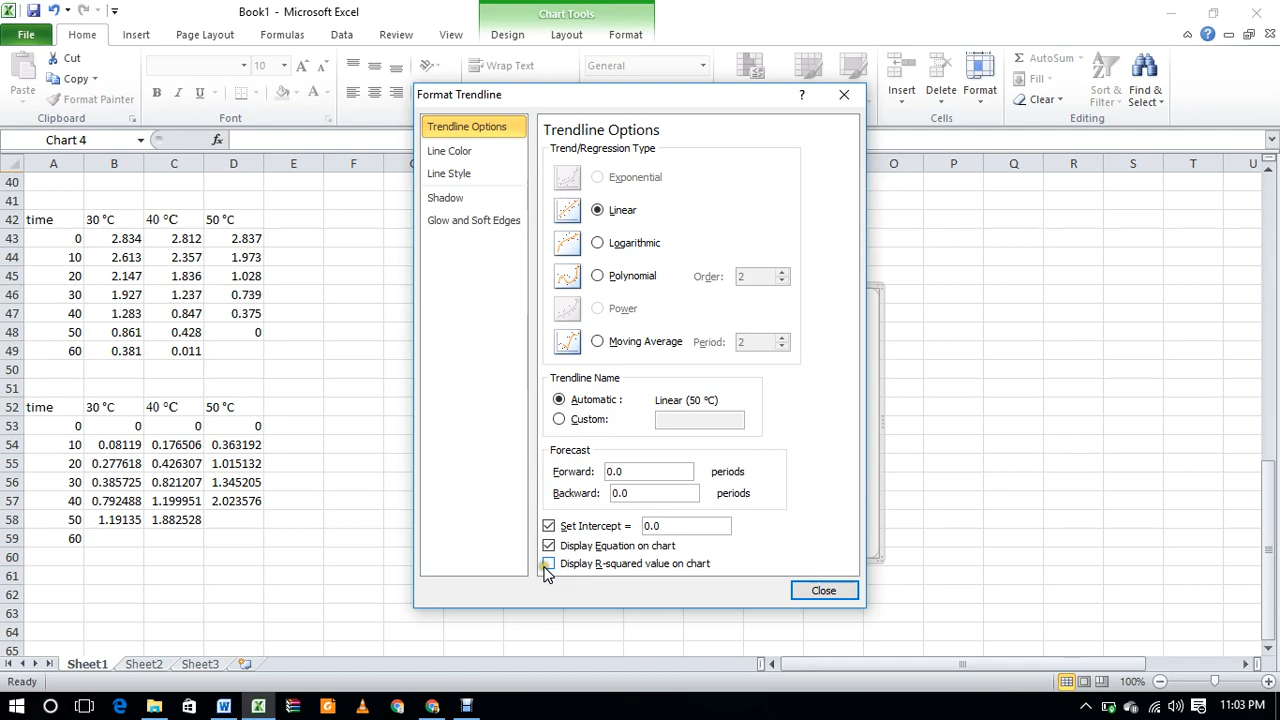 Book1 - Microsoft Excel
Chart Tools
File Home Insert Page Layout Formulas Data Review View Design Layout Format
Paste
Cut
Copy
Format Painter
Clipboard
10
A A
B I U
Font
Wrap Text
General
Insert Delete Format
Cells
Σ AutoSum
Fill
Clear
Sort & Filter
Find & Select
Editing
Chart 4
fx
A B C D E F O P Q R S T U
40
41
42 time 30 °C 40 °C 50 °C
43 0 2.834 2.812 2.837
44 10 2.613 2.357 1.973
45 20 2.147 1.836 1.028
46 30 1.927 1.237 0.739
47 40 1.283 0.847 0.375
48 50 0.861 0.428 0
49 60 0.381 0.011
50
51
52 time 30 °C 40 °C 50 °C
53 0 0 0 0
54 10 0.08119 0.176506 0.363192
55 20 0.277618 0.426307 1.015132
56 30 0.385725 0.821207 1.345205
57 40 0.792488 1.199951 2.023576
58 50 1.19135 1.882528
59 60
60
61
62
63
64
65
Format Trendline
? ×
Trendline Options
Line Color
Line Style
Shadow
Glow and Soft Edges
Trendline Options
Trend/Regression Type
Exponential
Linear
Logarithmic
Polynomial Order: 2
Power
Moving Average Period: 2
Trendline Name
Automatic : Linear (50 °C)
Custom:
Forecast
Forward: 0.0 periods
Backward: 0.0 periods
Set Intercept = 0.0
Display Equation on chart
Display R-squared value on chart
Close
Sheet1 Sheet2 Sheet3
Ready
100%
11:03 PM